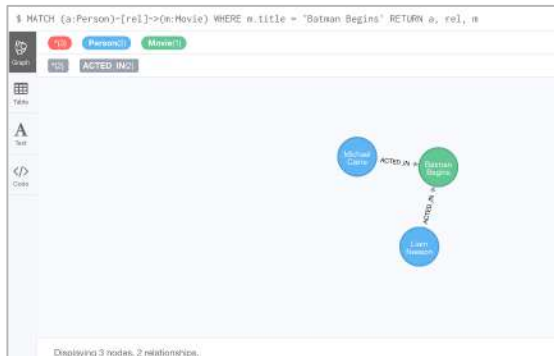 $ MATCH (a:Person)-[rel]->(m:Movie) WHERE m.title = 'Batman Begins' RETURN a, rel, m
*(3) Person(2) Movie(1)
*(2) ACTED_IN(2)
Graph
Table
Text
Code
Michael
Caine
ACTED_IN
Batman
Begins
ACTED_IN
Liam
Neeson
Displaying 3 nodes, 2 relationships.